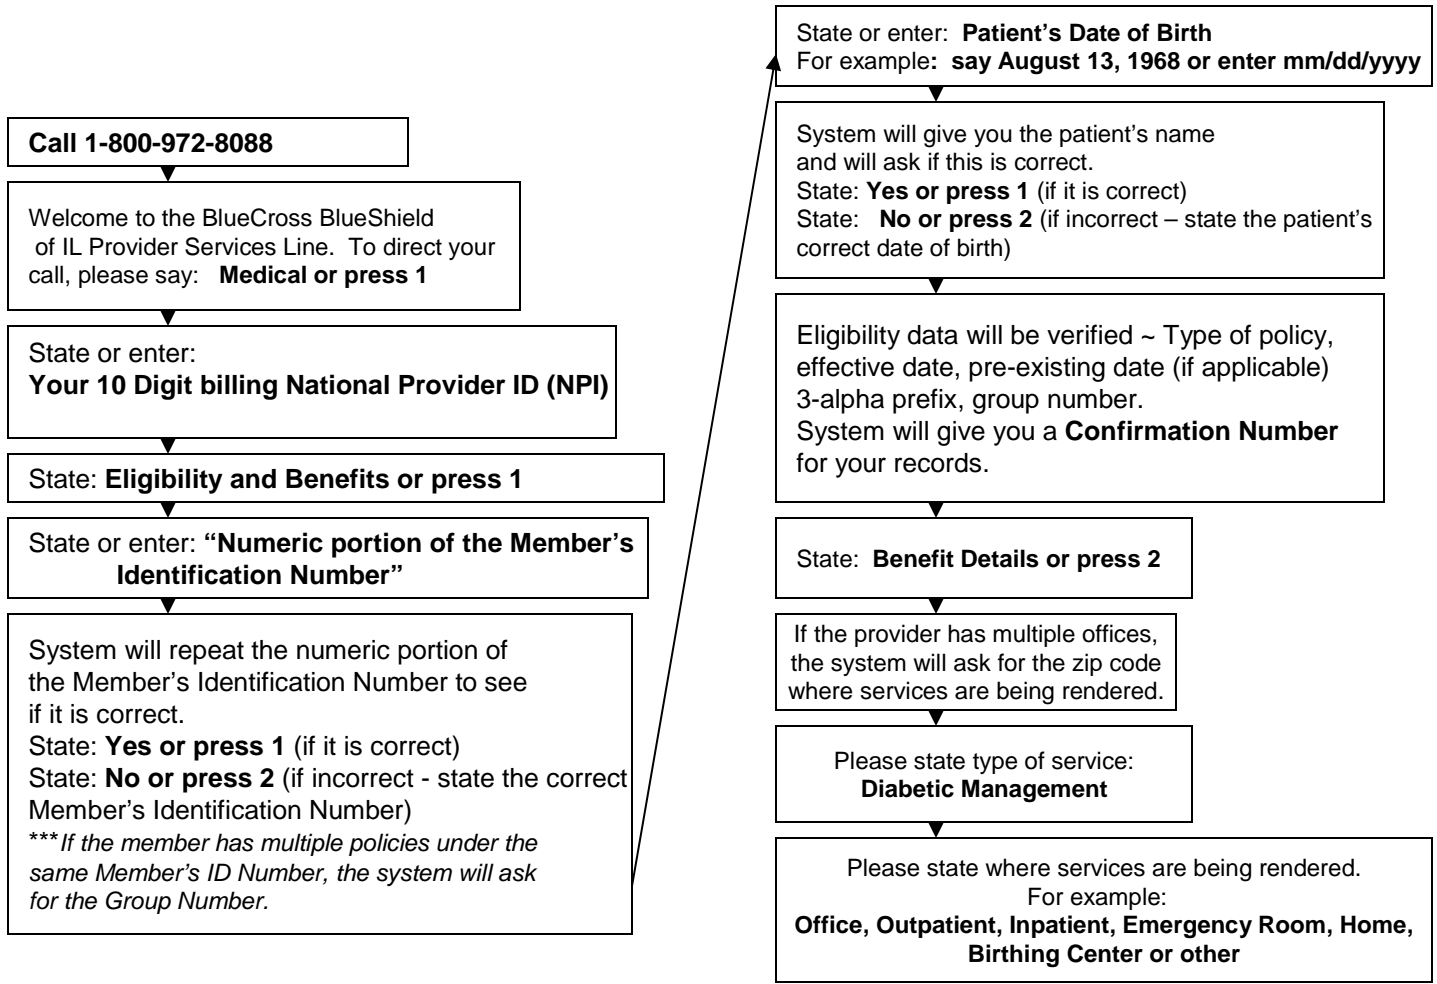 Call 1-800-972-8088
Welcome to the BlueCross BlueShield
of IL Provider Services Line. To direct your
call, please say: Medical or press 1
State or enter:
Your 10 Digit billing National Provider ID (NPI)
State: Eligibility and Benefits or press 1
State or enter: “Numeric portion of the Member’s
Identification Number”
System will repeat the numeric portion of
the Member’s Identification Number to see
if it is correct.
State: Yes or press 1 (if it is correct)
State: No or press 2 (if incorrect - state the correct
Member’s Identification Number)
***If the member has multiple policies under the
same Member’s ID Number, the system will ask
for the Group Number.
State or enter: Patient’s Date of Birth
For example: say August 13, 1968 or enter mm/dd/yyyy
System will give you the patient’s name
and will ask if this is correct.
State: Yes or press 1 (if it is correct)
State: No or press 2 (if incorrect – state the patient’s
correct date of birth)
Eligibility data will be verified ~ Type of policy,
effective date, pre-existing date (if applicable)
3-alpha prefix, group number.
System will give you a Confirmation Number
for your records.
State: Benefit Details or press 2
If the provider has multiple offices,
the system will ask for the zip code
where services are being rendered.
Please state type of service:
Diabetic Management
Please state where services are being rendered.
For example:
Office, Outpatient, Inpatient, Emergency Room, Home,
Birthing Center or other